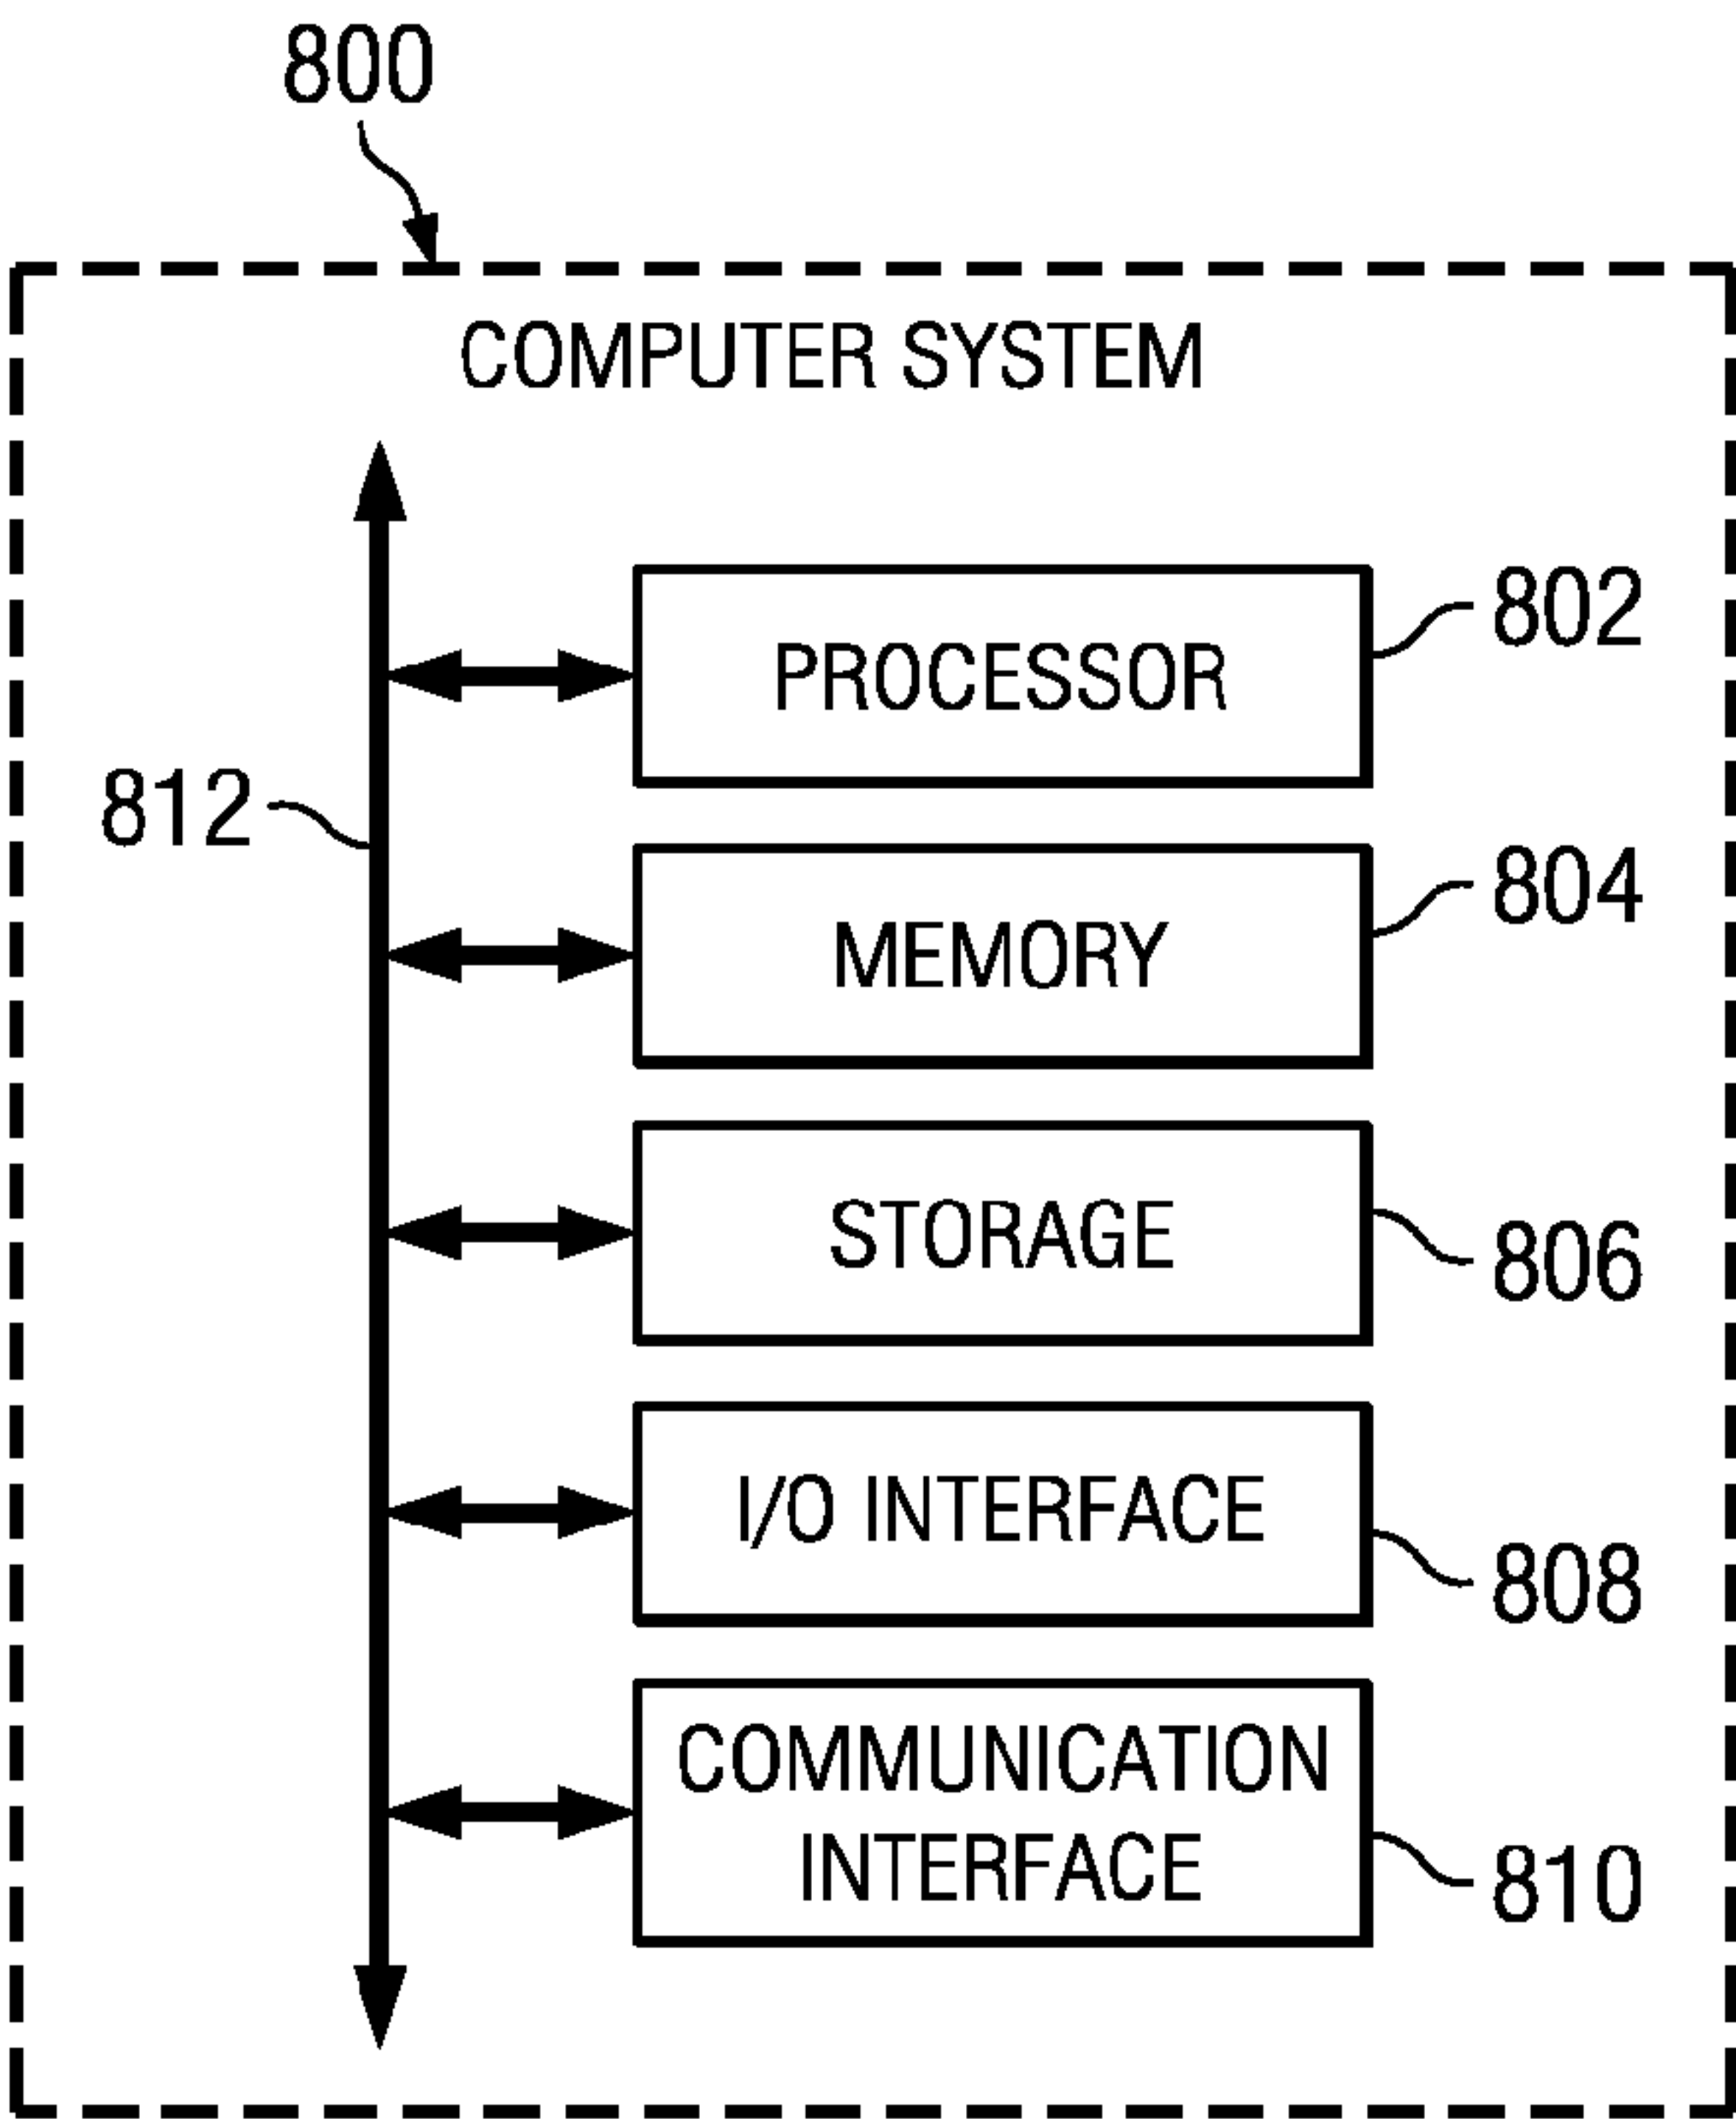 800
COMPUTER SYSTEM
PROCESSOR
802
812
MEMORY
804
STORAGE
806
I/O INTERFACE
808
COMMUNICATION
INTERFACE
810